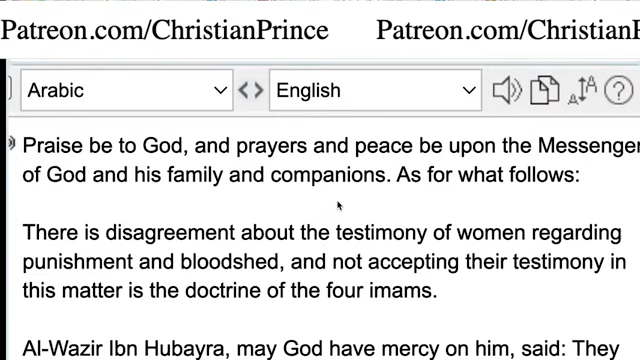 Patreon.com/ChristianPrince Patreon.com/Christian
Arabic English
Praise be to God, and prayers and peace be upon the Messenger
of God and his family and companions. As for what follows:
There is disagreement about the testimony of women regarding
punishment and bloodshed, and not accepting their testimony in
this matter is the doctrine of the four imams.
Al-Wazir Ibn Hubayra, may God have mercy on him, said: They